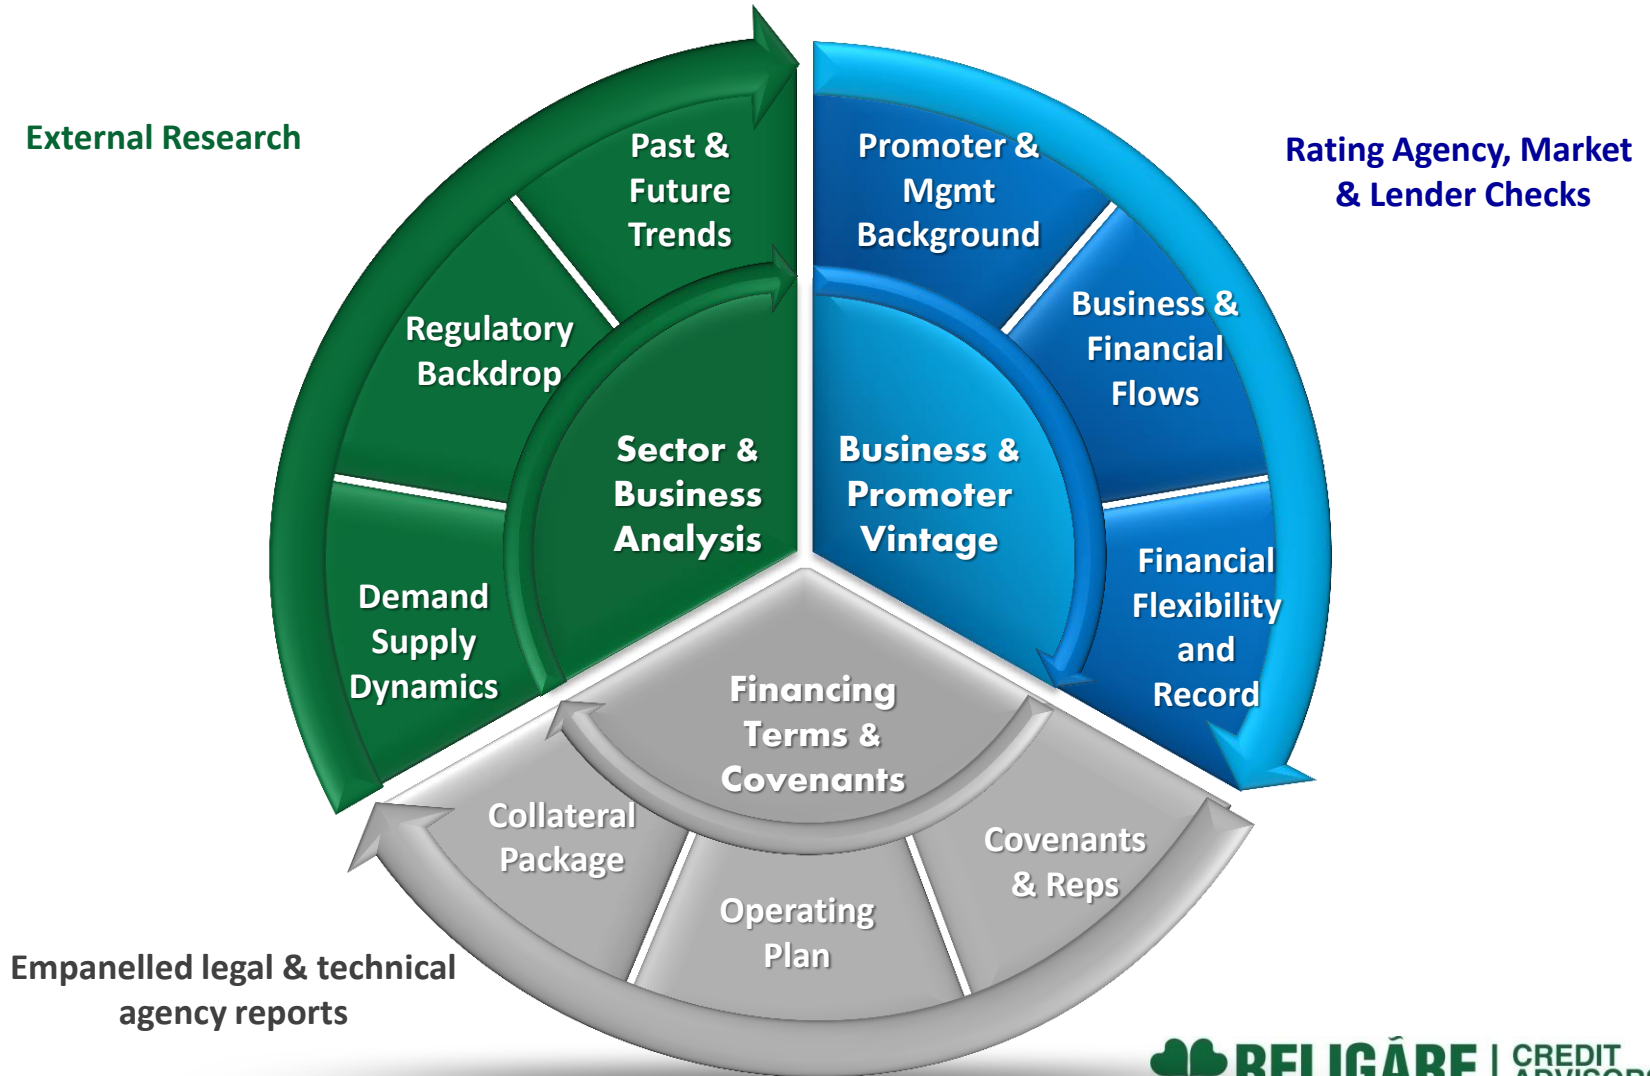 External Research
Past &
Future
Trends
Regulatory
Backdrop
Demand
Supply
Dynamics
Sector &
Business
Analysis
Promoter &
Mgmt
Background
Business &
Financial
Flows
Financial
Flexibility
and
Record
Business &
Promoter
Vintage
Rating Agency, Market
& Lender Checks
Financing
Terms &
Covenants
Collateral
Package
Operating
Plan
Covenants
& Reps
Empanelled legal & technical
agency reports
RELIGĀRE | CREDIT